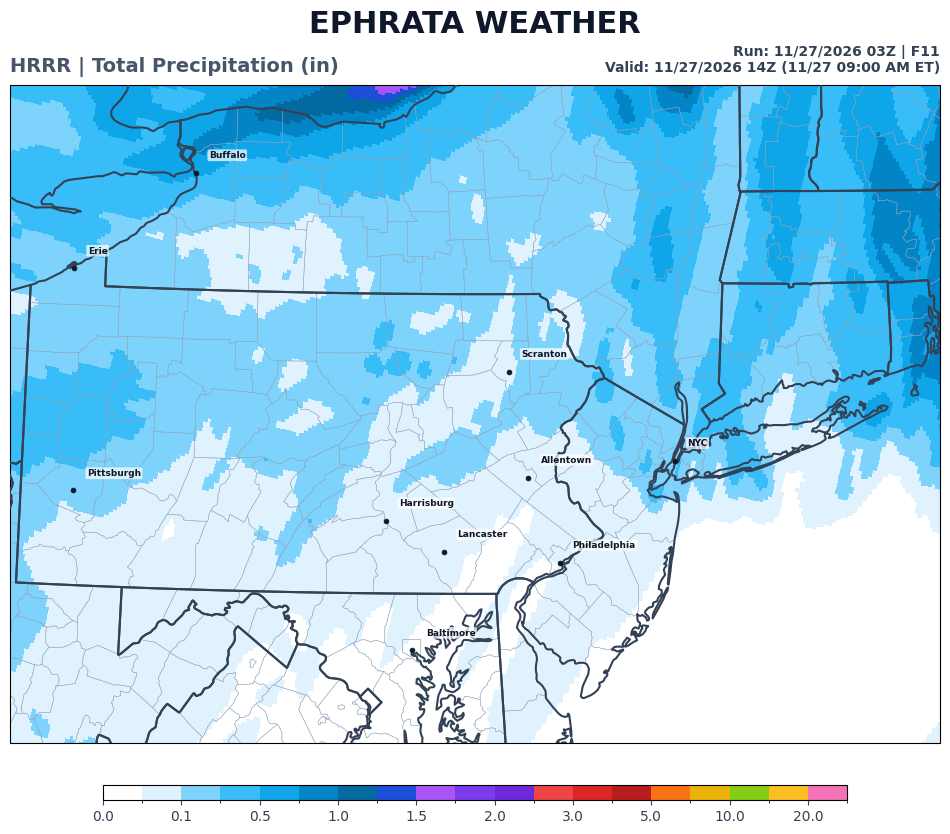 EPHRATA WEATHER
HRRR | Total Precipitation (in)
Run: 11/27/2026 03Z | F11
Valid: 11/27/2026 14Z (11/27 09:00 AM ET)
Buffalo
Erie
Scranton
NYC
Allentown
Pittsburgh
Harrisburg
Lancaster
Philadelphia
Baltimore
0.0 0.1 0.5 1.0 1.5 2.0 3.0 5.0 10.0 20.0